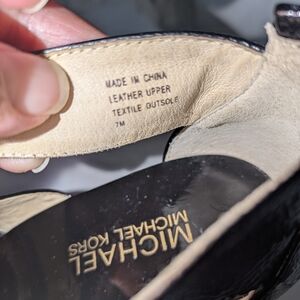 MADE IN CHINA
LEATHER UPPER
TEXTILE OUTSOLE
7M
MICHAEL
MICHAEL KORS